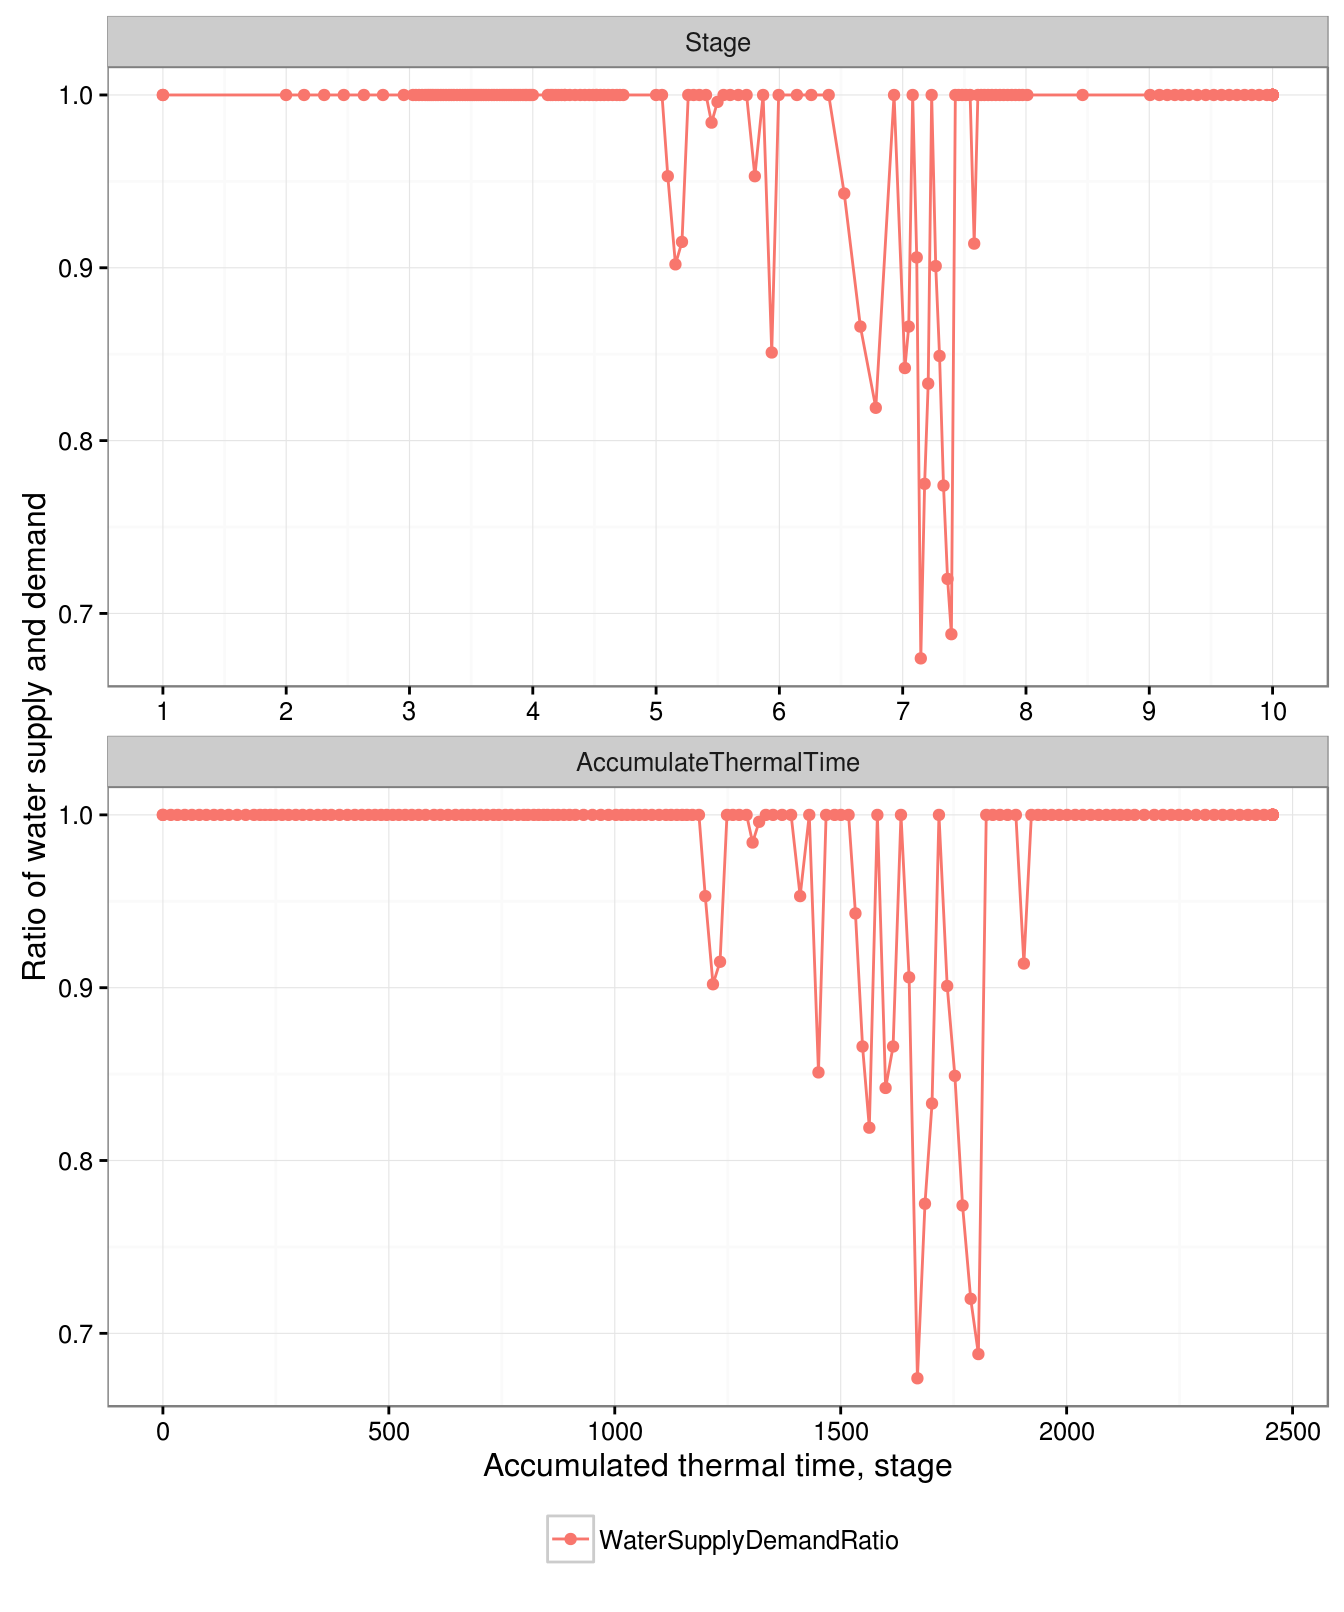 Stage
1.0
0.9
0.8
0.7
1 2 3 4 5 6 7 8 9 10
AccumulateThermalTime
1.0
0.9
0.8
0.7
0 500 1000 1500 2000 2500
Ratio of water supply and demand
Accumulated thermal time, stage
WaterSupplyDemandRatio